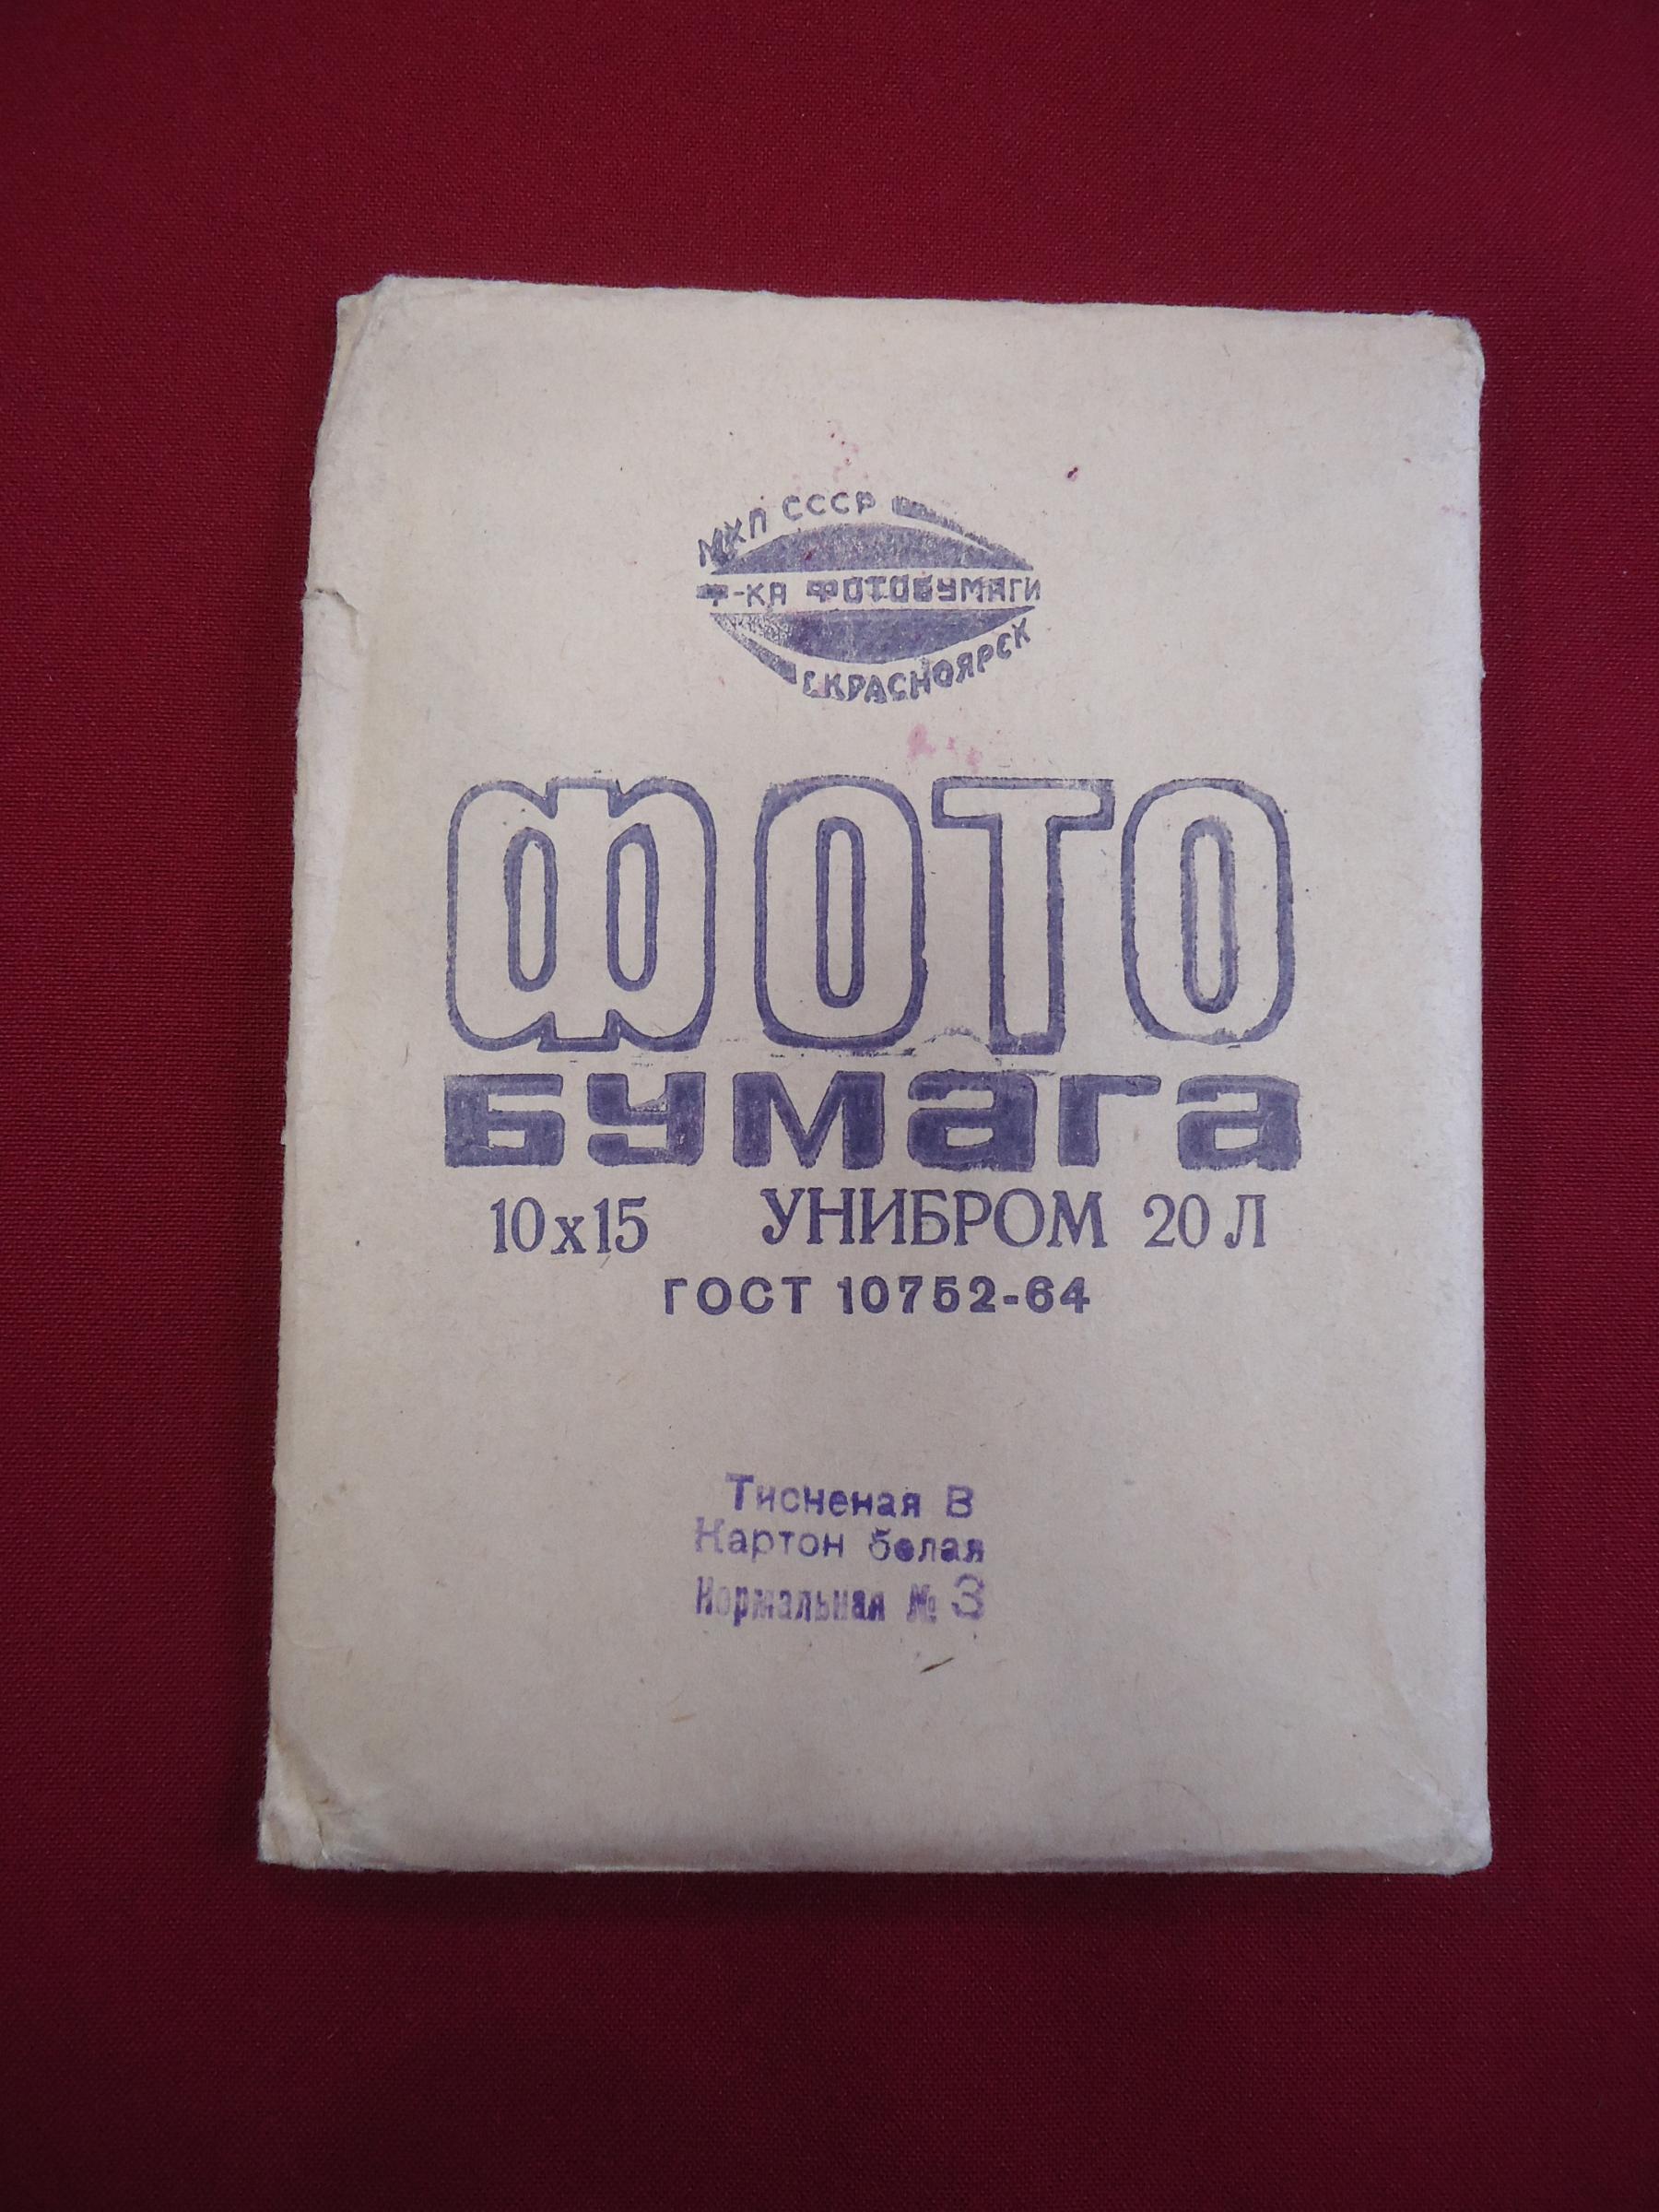 МХП СССР
Ф-КА ФОТОБУМАГИ
Г.КРАСНОЯРСК
ФОТО
бумага
10х15 УНИБРОМ 20 Л
ГОСТ 10752-64
Тисненая В
Картон белая
Нормальная № 3